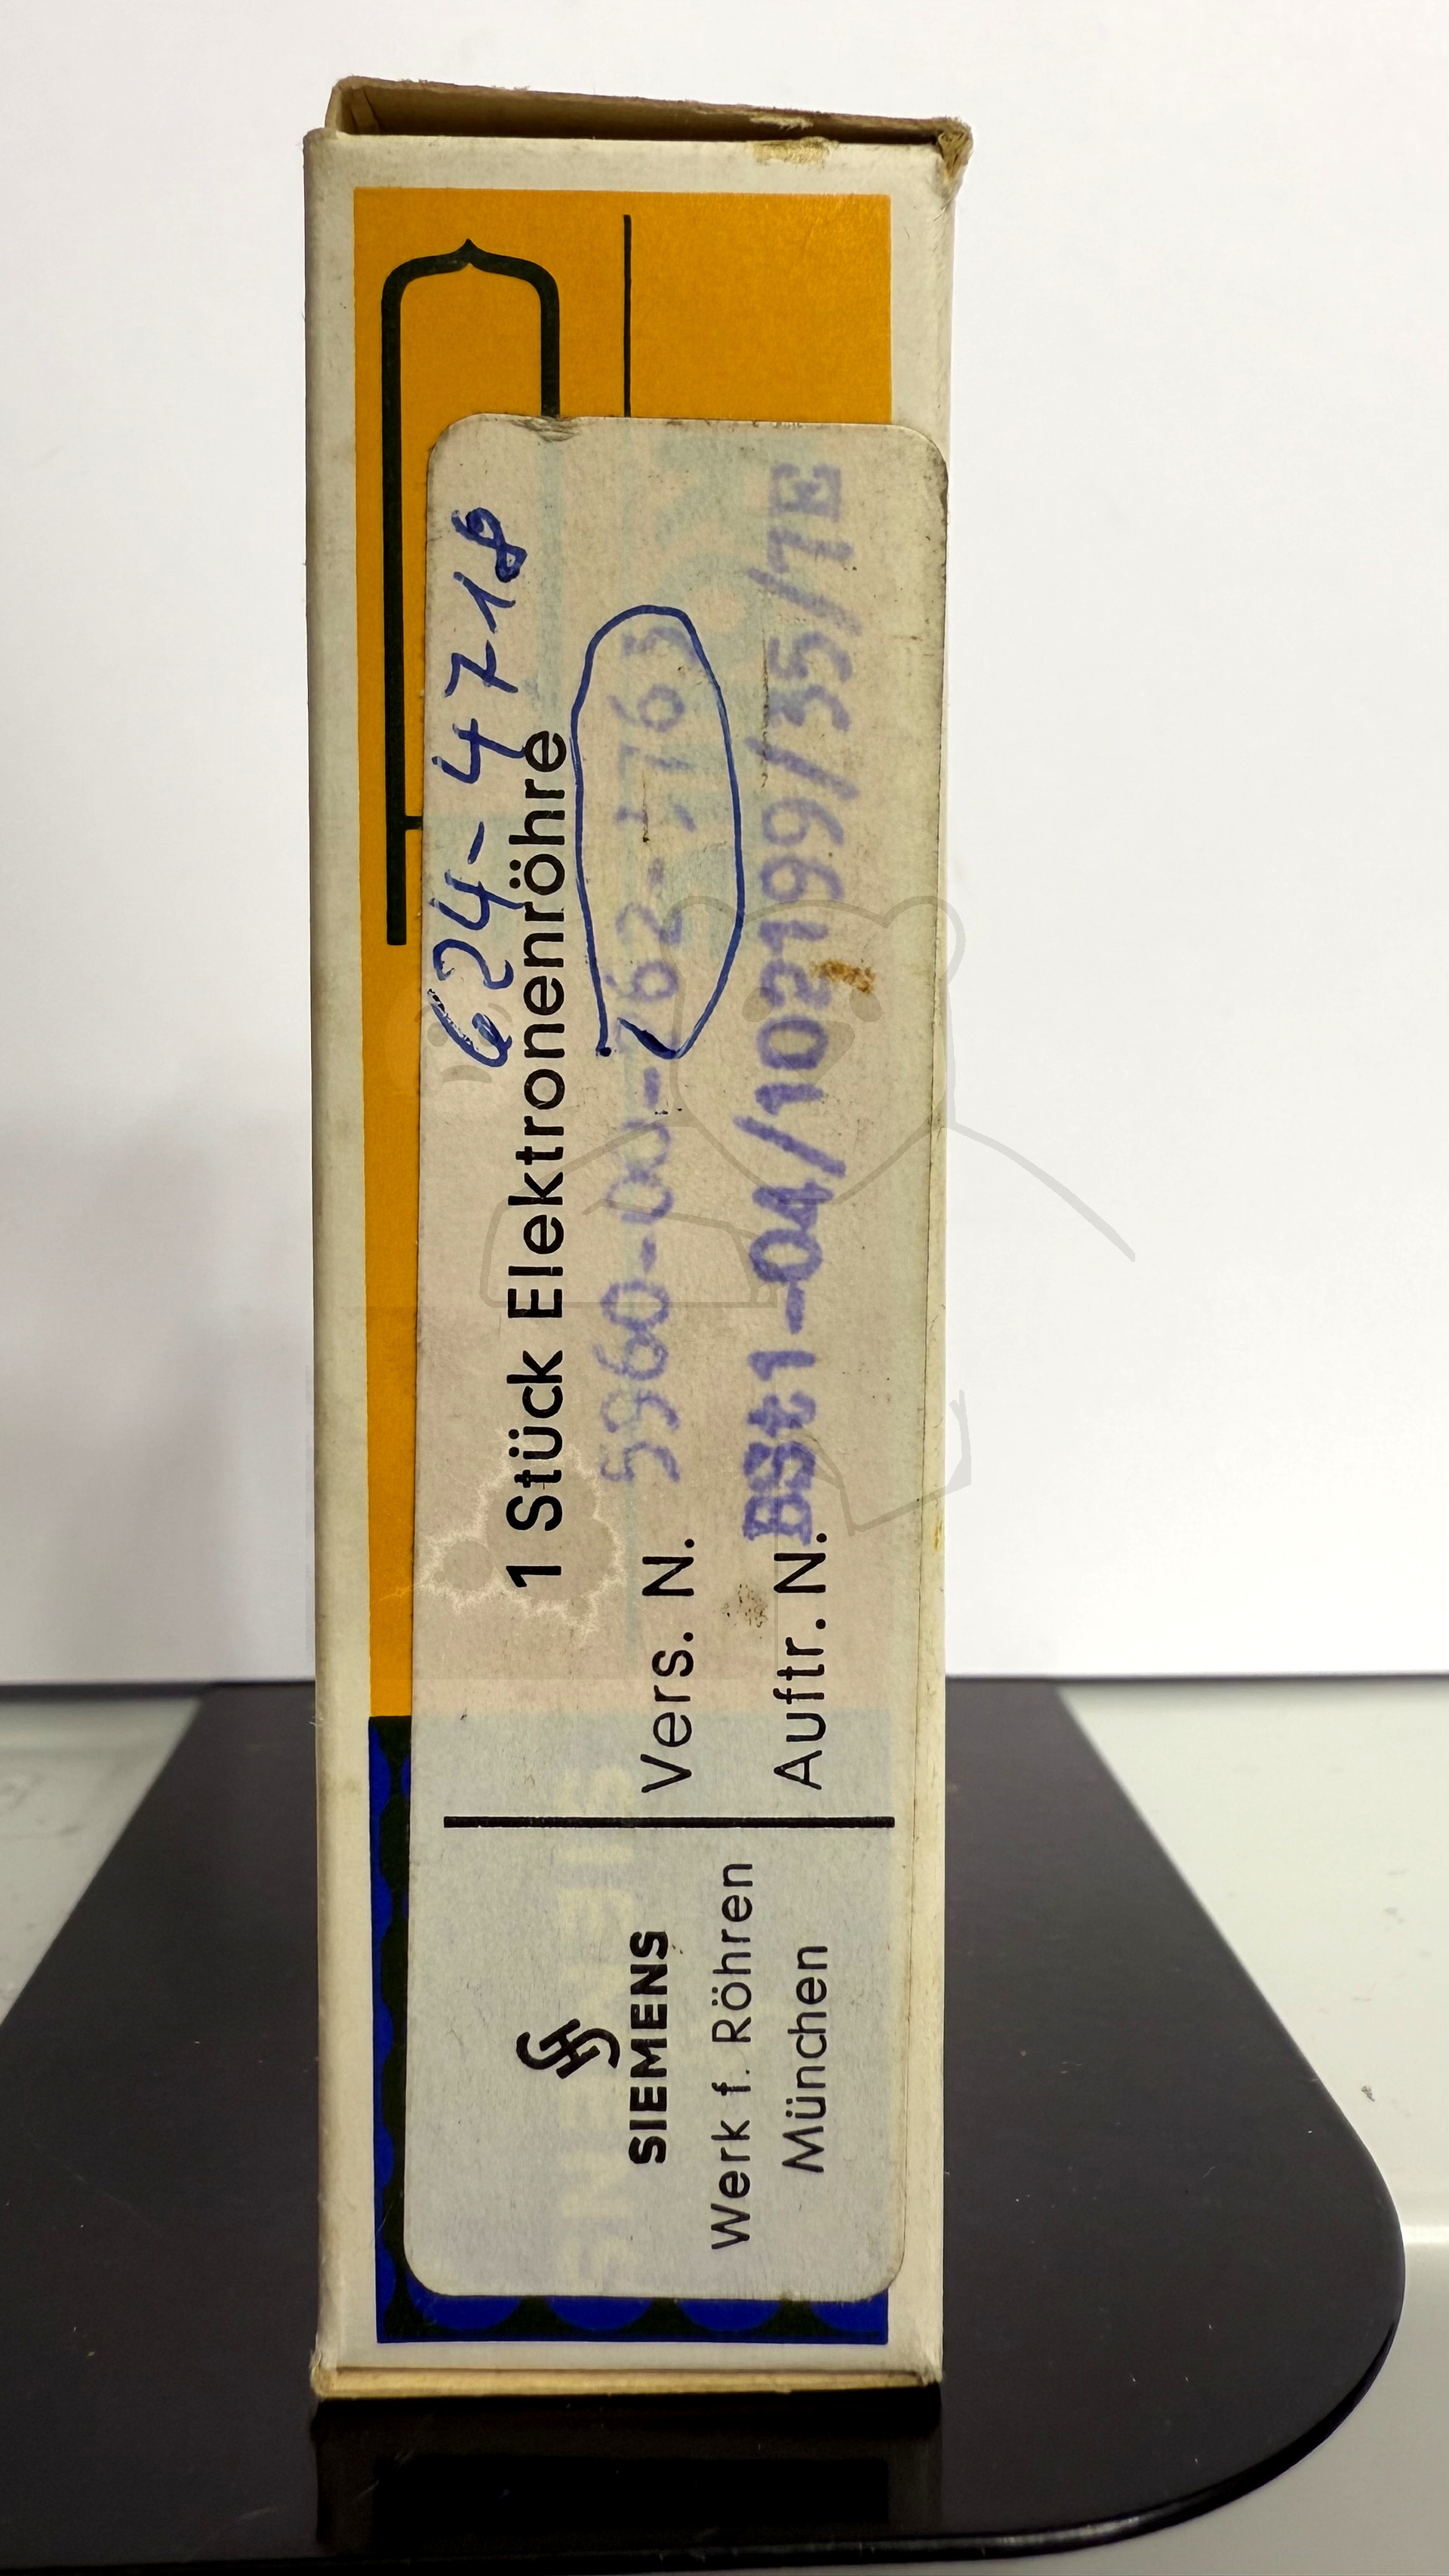 624-4718
1 Stück Elektronenröhre
Vers. N. 5960-00-262-1763
Auftr. N. BSt1-04/102199/35/7E
SIEMENS
Werk f. Röhren
München